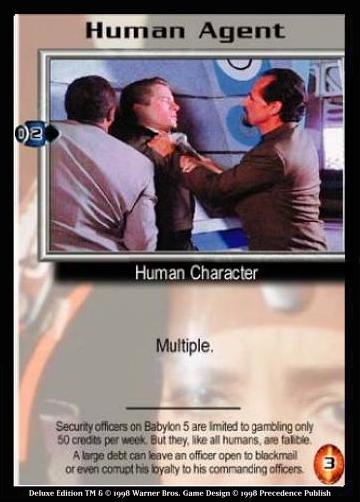 Human Agent
2
Human Character
Multiple.
Security officers on Babylon 5 are limited to gambling only
50 credits per week. But they, like all humans, are fallible.
A large debt can leave an officer open to blackmail
or even corrupt his loyalty to his commanding officers.
3
Deluxe Edition TM & © 1998 Warner Bros. Game Design © 1998 Precedence Publish